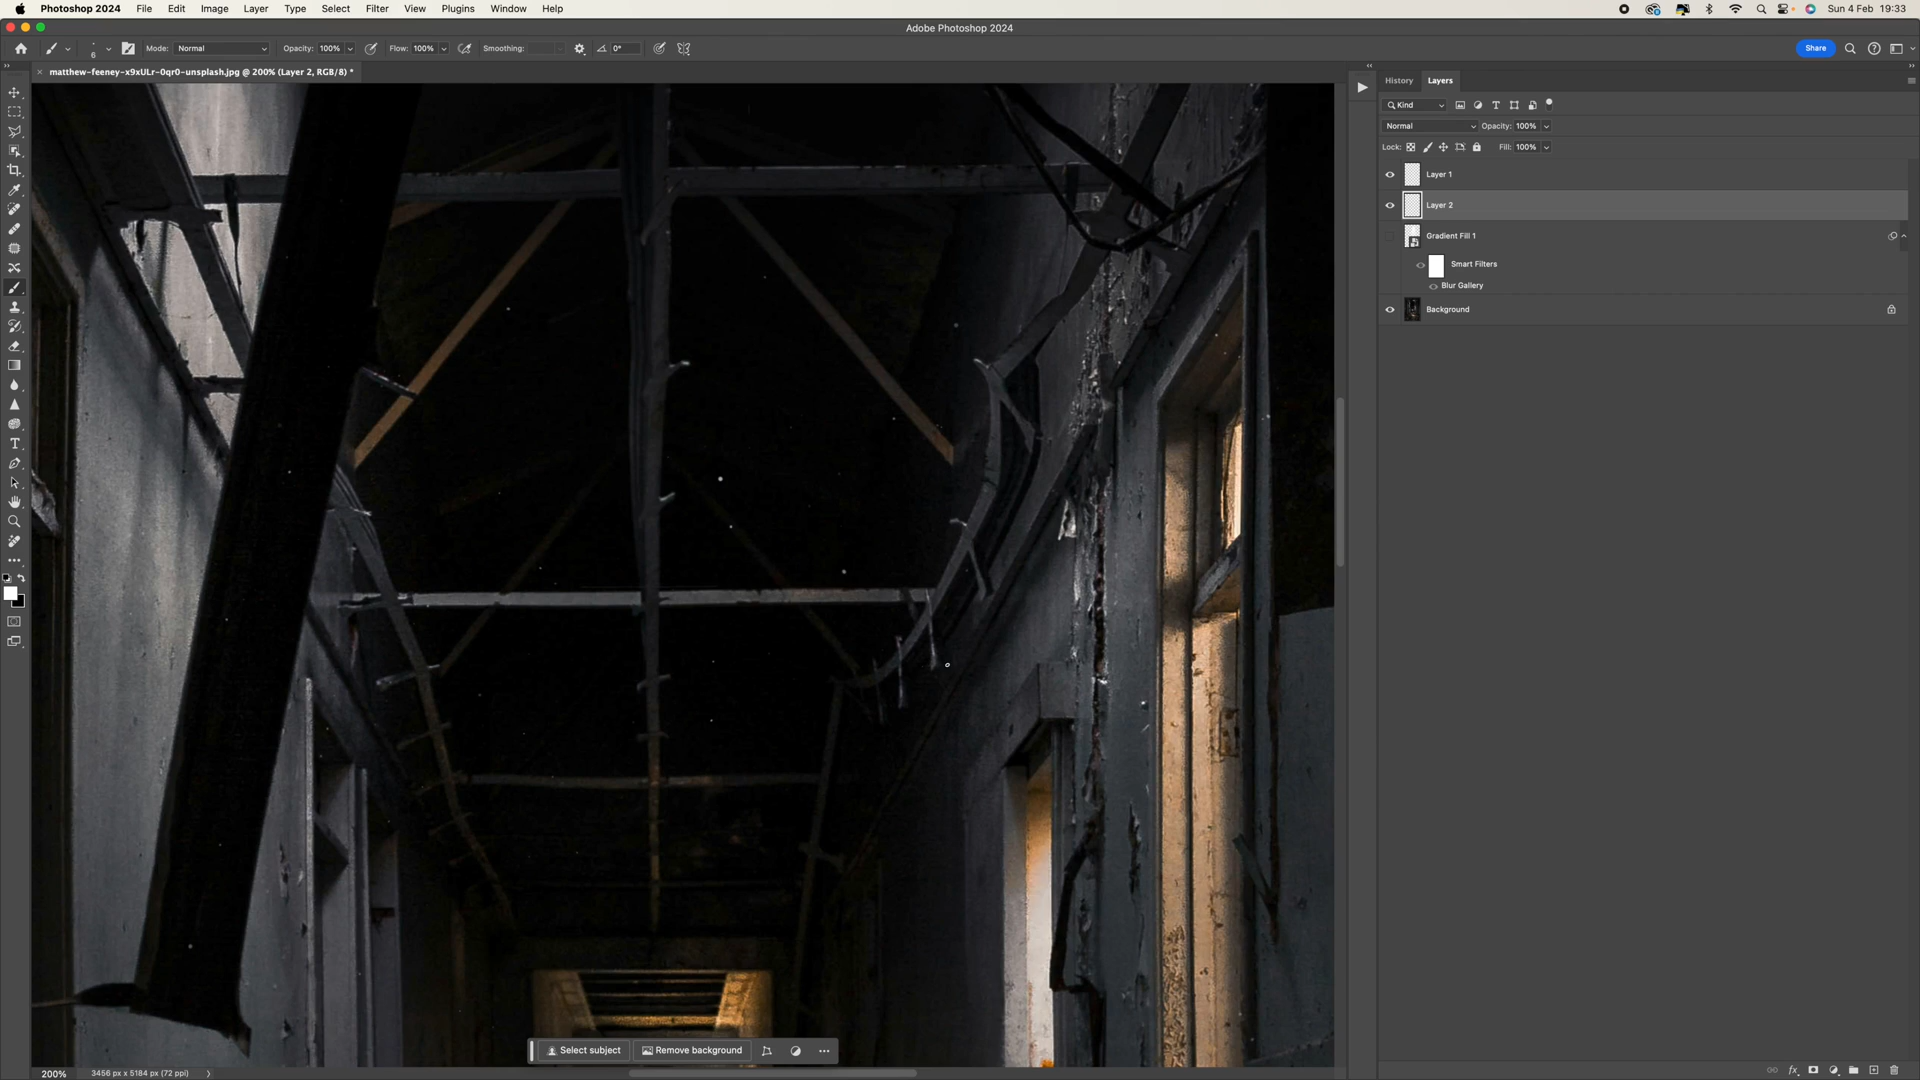 Photoshop 2024 File Edit Image Layer Type Select Filter View Plugins Window Help Sun 4 Feb 19:33
Adobe Photoshop 2024
6 Mode: Normal Opacity: 100% Flow: 100% Smoothing: 0° Share
matthew-feeney-x9xULr-0qr0-unsplash.jpg @ 200% (Layer 2, RGB/8) *
History Layers
Kind
Normal Opacity: 100%
Lock: Fill: 100%
Layer 1
Layer 2
Gradient Fill 1
Smart Filters
Blur Gallery
Background
Select subject Remove background
200% 3456 px x 5184 px (72 ppi)
fx